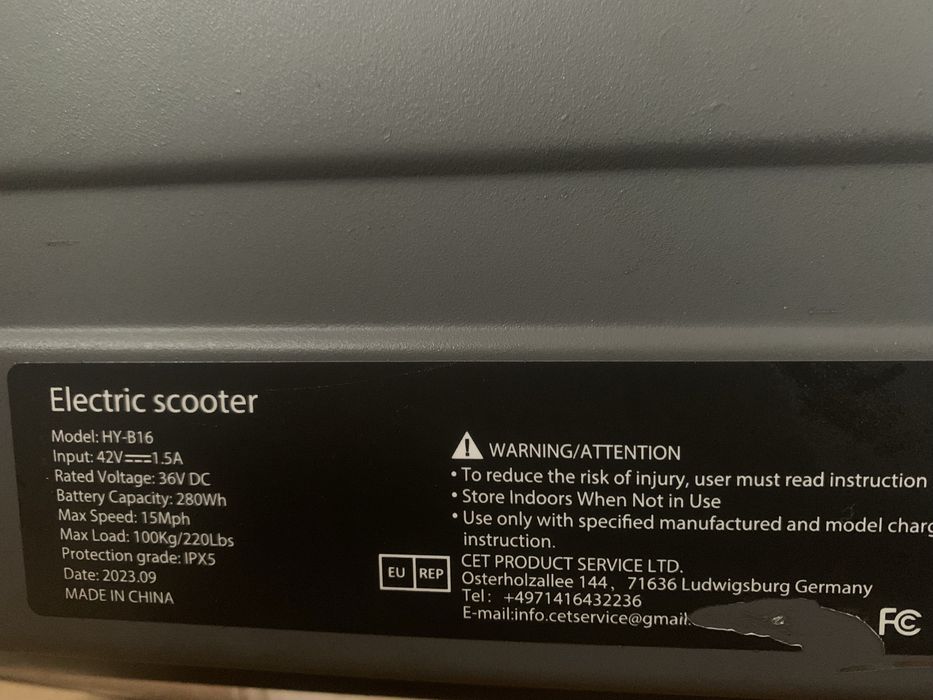 Electric scooter
Model: HY-B16
Input: 42V⎓1.5A
Rated Voltage: 36V DC
Battery Capacity: 280Wh
Max Speed: 15Mph
Max Load: 100Kg/220Lbs
Protection grade: IPX5
Date: 2023.09
MADE IN CHINA
WARNING/ATTENTION
• To reduce the risk of injury, user must read instruction
• Store Indoors When Not in Use
• Use only with specified manufactured and model charg
instruction.
EU REP
CET PRODUCT SERVICE LTD.
Osterholzallee 144, 71636 Ludwigsburg Germany
Tel: +4971416432236
E-mail:info.cetservice@gmail.
FC